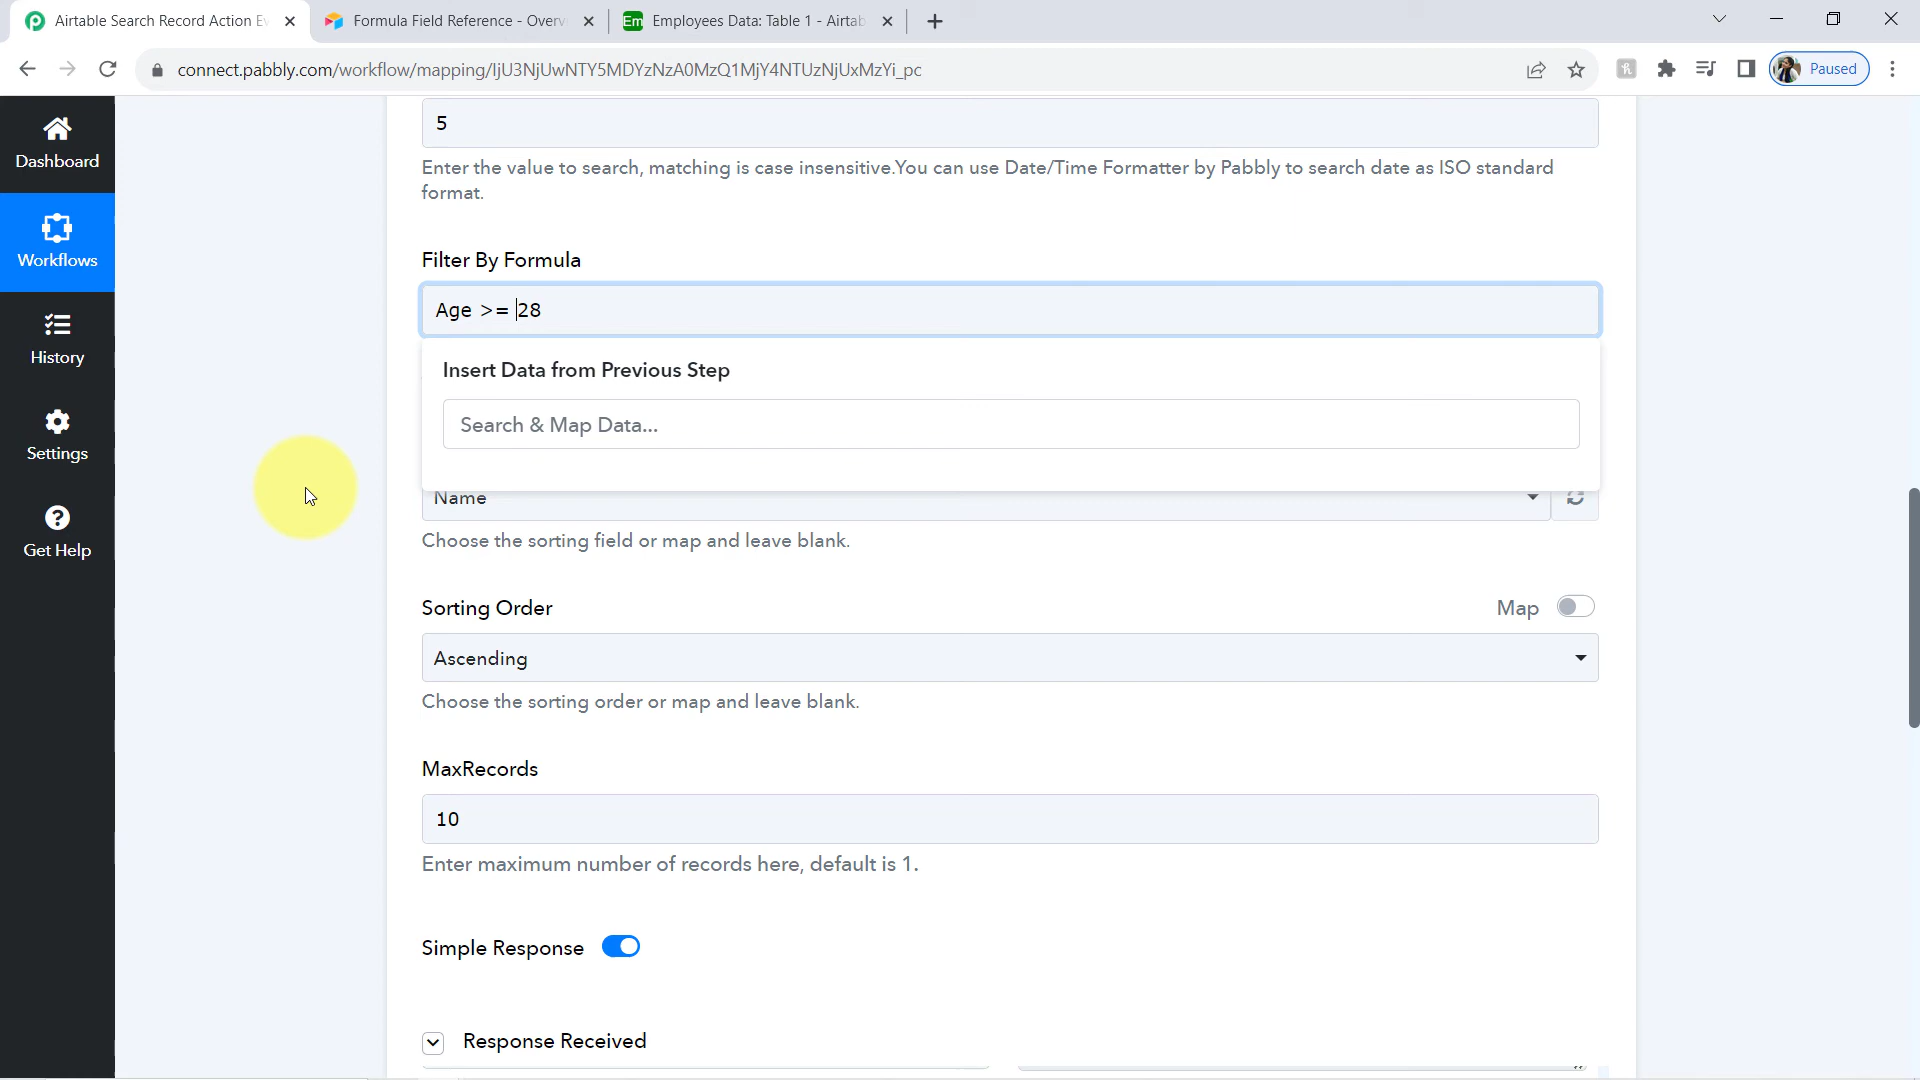 Airtable Search Record Action Ev
Formula Field Reference - Overv
Em Employees Data: Table 1 - Airtab
connect.pabbly.com/workflow/mapping/IjU3NjUwNTY5MDYzNzA0MzQ1MjY4NTUzNjUxMzYi_pc
Paused
Dashboard
Workflows
History
Settings
Get Help
5
Enter the value to search, matching is case insensitive.You can use Date/Time Formatter by Pabbly to search date as ISO standard
format.
Filter By Formula
Age >= 28
Insert Data from Previous Step
Search & Map Data...
Name
Choose the sorting field or map and leave blank.
Sorting Order
Map
Ascending
Choose the sorting order or map and leave blank.
MaxRecords
10
Enter maximum number of records here, default is 1.
Simple Response
Response Received